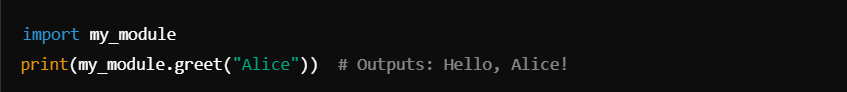 import my_module
print(my_module.greet("Alice"))  # Outputs: Hello, Alice!